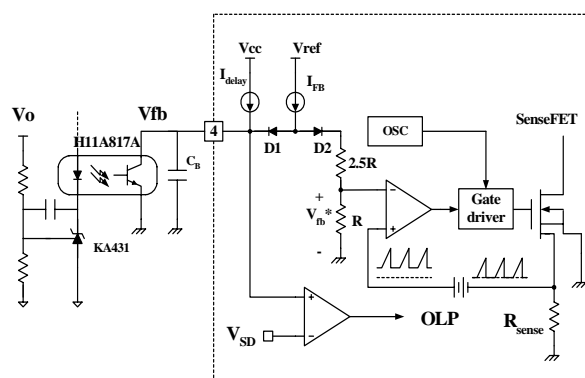 Vcc
Vref
Idelay
IFB
Vo
Vfb
H11A817A
CB
4
D1
D2
2.5R
OSC
SenseFET
Gate
driver
+
Vfb*
-
R
-
+
KA431
VSD
+
-
OLP
Rsense